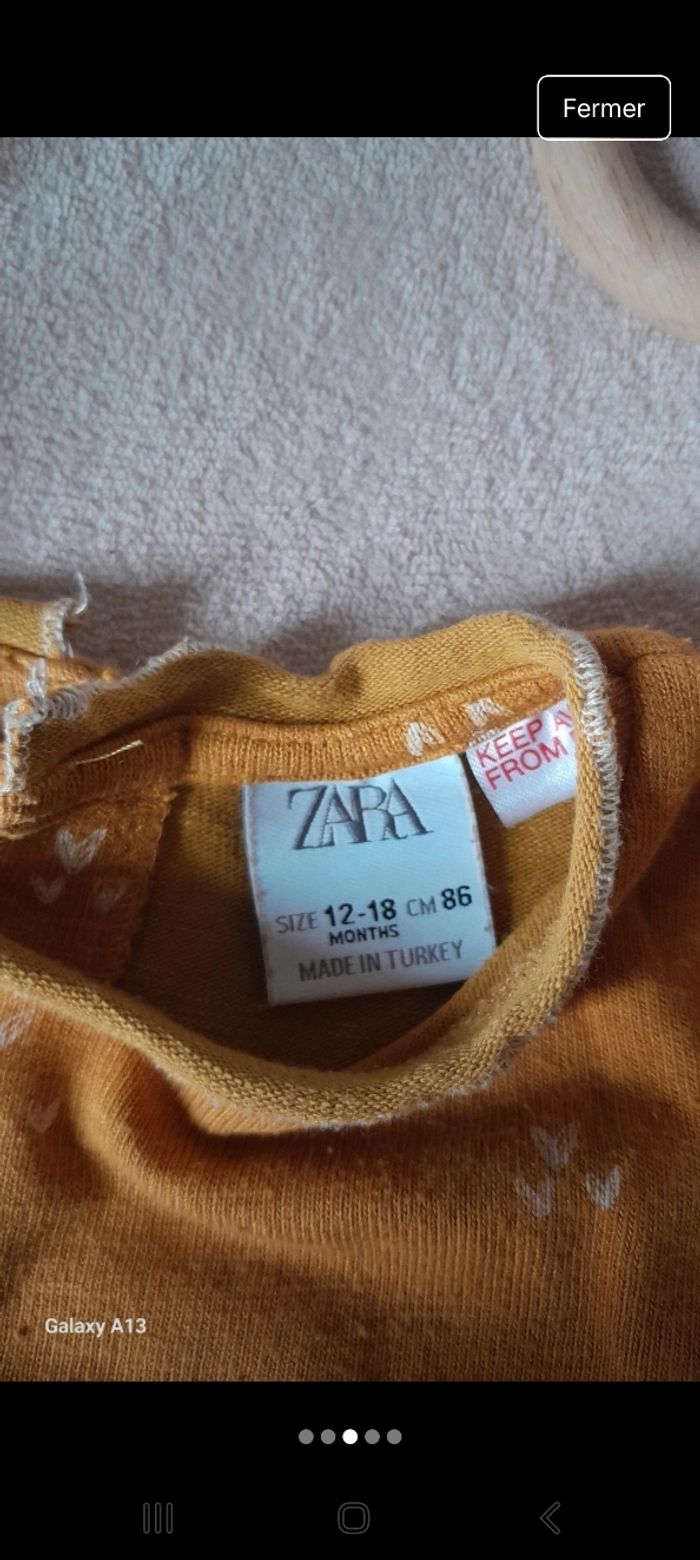 Fermer
KEEP A
FROM
ZARA
SIZE 12-18 CM 86
MONTHS
MADE IN TURKEY
Galaxy A13